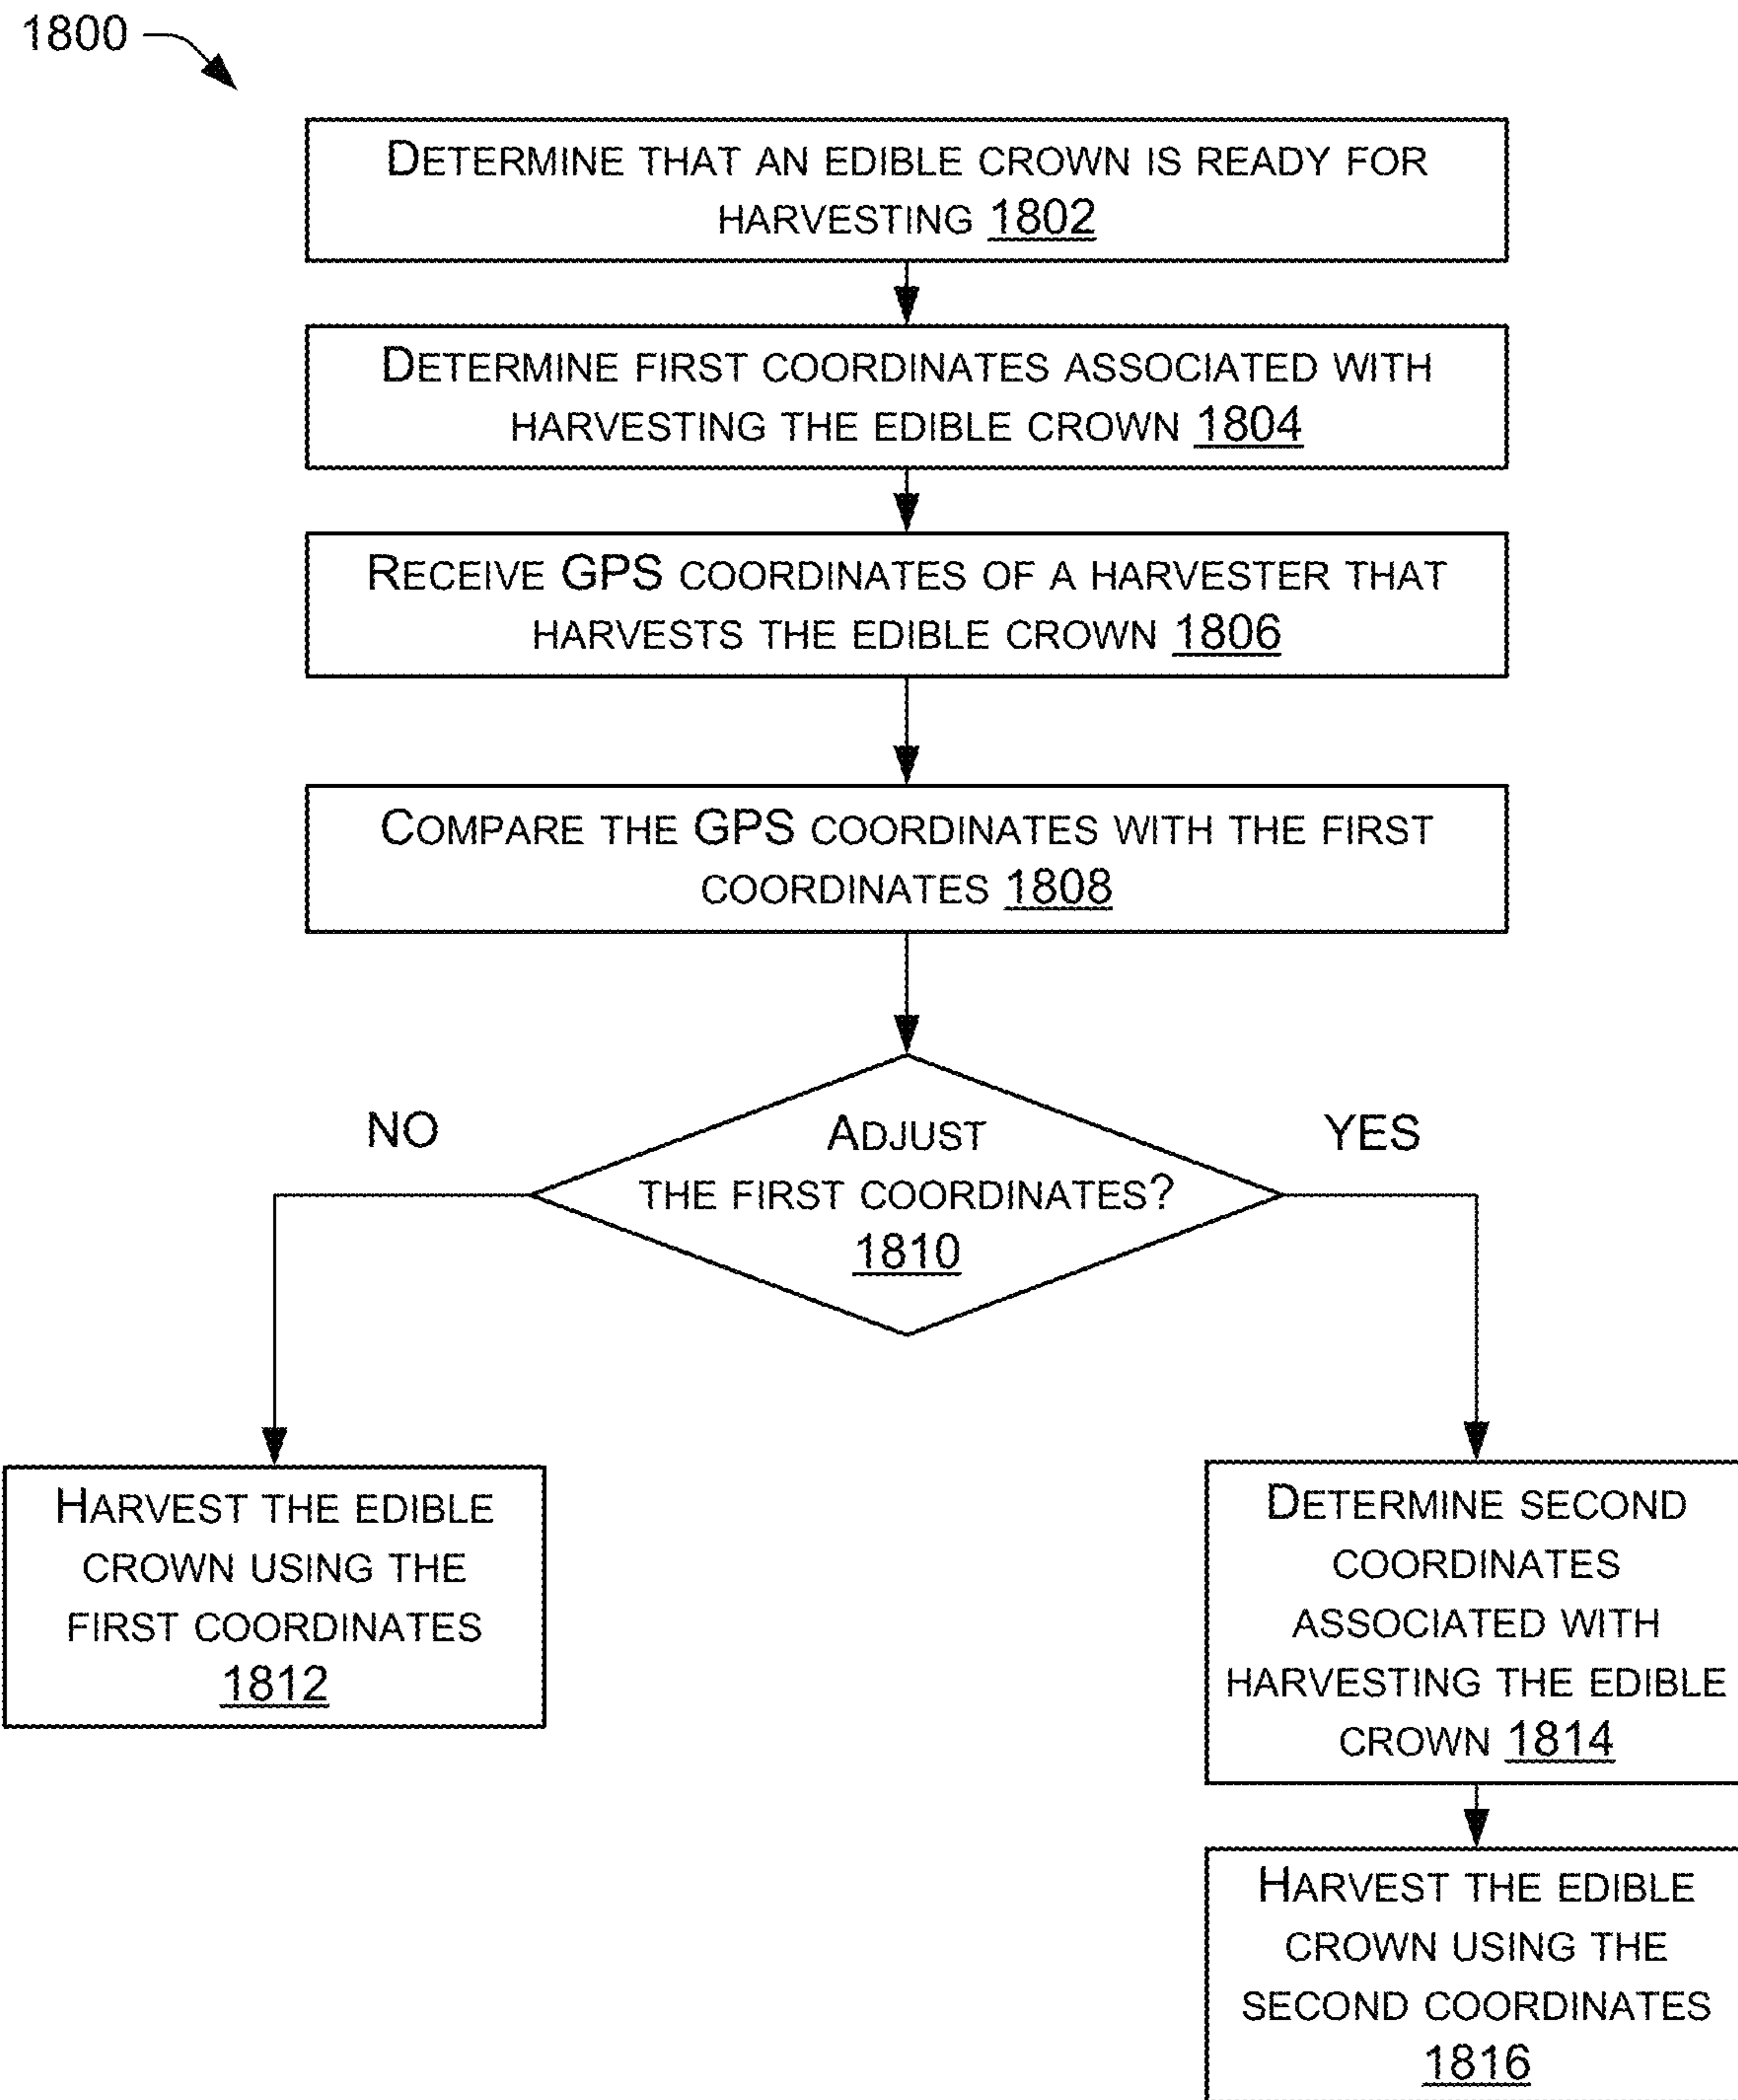 1800
DETERMINE THAT AN EDIBLE CROWN IS READY FOR
HARVESTING 1802
DETERMINE FIRST COORDINATES ASSOCIATED WITH
HARVESTING THE EDIBLE CROWN 1804
RECEIVE GPS COORDINATES OF A HARVESTER THAT
HARVESTS THE EDIBLE CROWN 1806
COMPARE THE GPS COORDINATES WITH THE FIRST
COORDINATES 1808
ADJUST
THE FIRST COORDINATES?
1810
NO
YES
HARVEST THE EDIBLE
CROWN USING THE
FIRST COORDINATES
1812
DETERMINE SECOND
COORDINATES
ASSOCIATED WITH
HARVESTING THE EDIBLE
CROWN 1814
HARVEST THE EDIBLE
CROWN USING THE
SECOND COORDINATES
1816